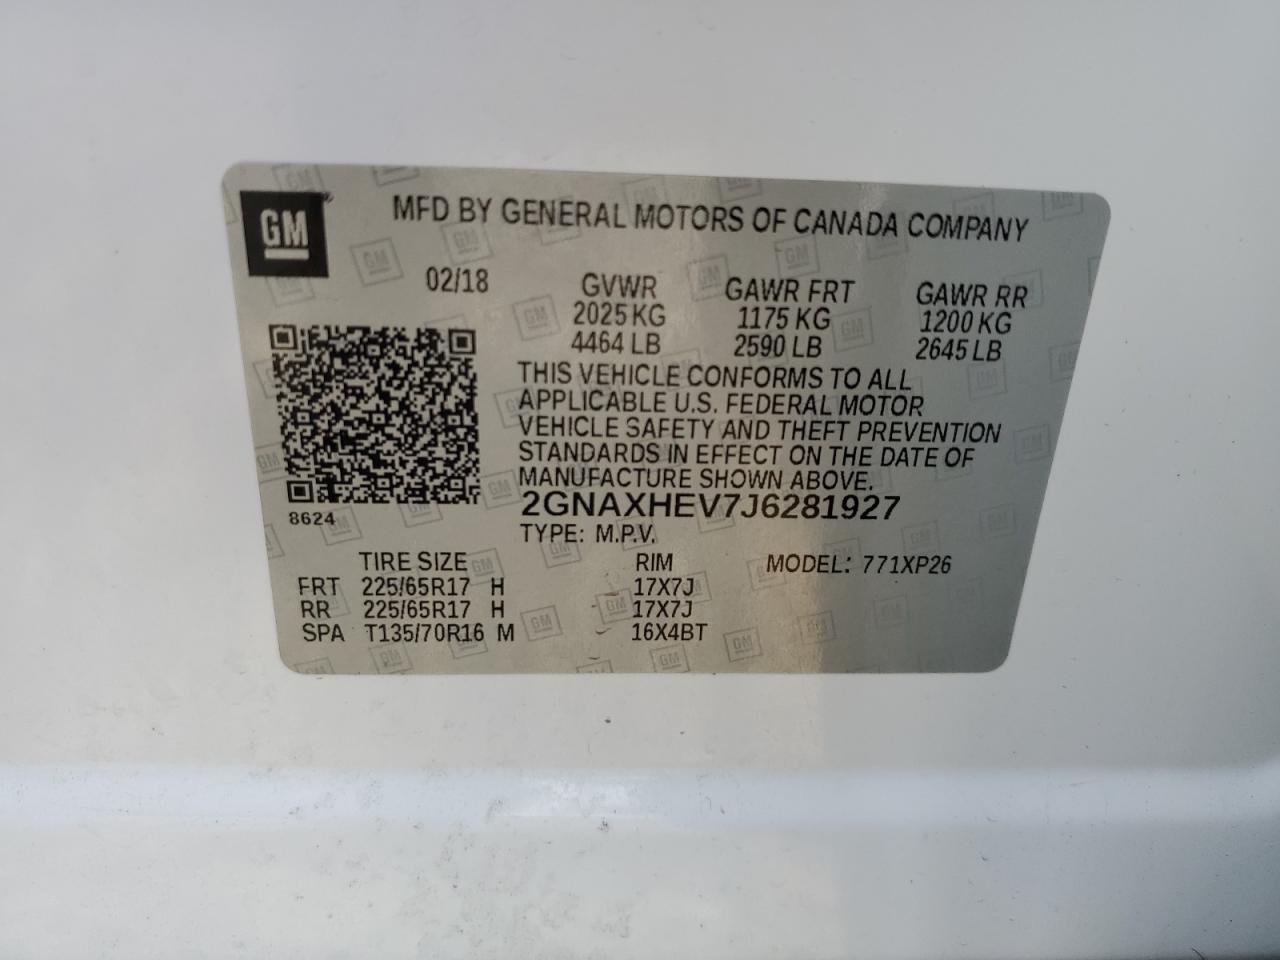 GM
MFD BY GENERAL MOTORS OF CANADA COMPANY
02/18 GVWR GAWR FRT GAWR RR
2025 KG 1175 KG 1200 KG
4464 LB 2590 LB 2645 LB
THIS VEHICLE CONFORMS TO ALL
APPLICABLE U.S. FEDERAL MOTOR
VEHICLE SAFETY AND THEFT PREVENTION
STANDARDS IN EFFECT ON THE DATE OF
MANUFACTURE SHOWN ABOVE.
2GNAXHEV7J6281927
8624
TYPE: M.P.V.
TIRE SIZE RIM MODEL: 771XP26
FRT 225/65R17 H 17X7J
RR 225/65R17 H 17X7J
SPA T135/70R16 M 16X4BT